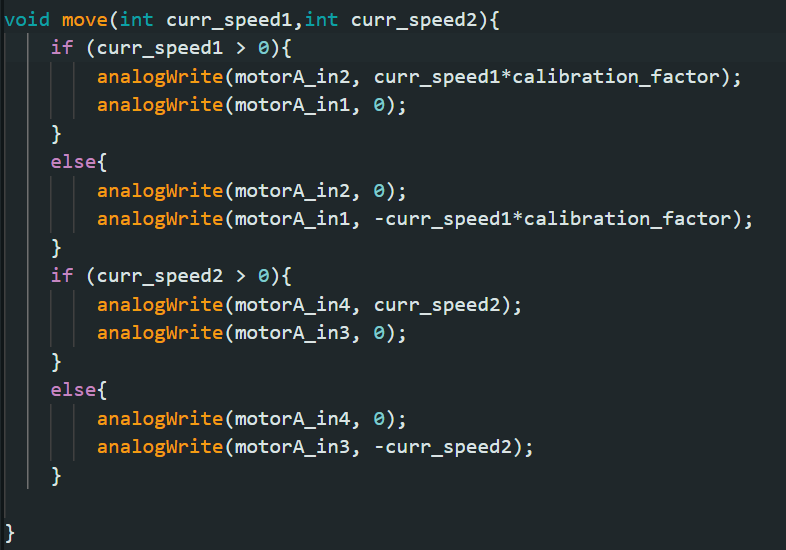 void move(int curr_speed1,int curr_speed2){
    if (curr_speed1 > 0){
        analogWrite(motorA_in2, curr_speed1*calibration_factor);
        analogWrite(motorA_in1, 0);
    }
    else{
        analogWrite(motorA_in2, 0);
        analogWrite(motorA_in1, -curr_speed1*calibration_factor);
    }
    if (curr_speed2 > 0){
        analogWrite(motorA_in4, curr_speed2);
        analogWrite(motorA_in3, 0);
    }
    else{
        analogWrite(motorA_in4, 0);
        analogWrite(motorA_in3, -curr_speed2);
    }

}